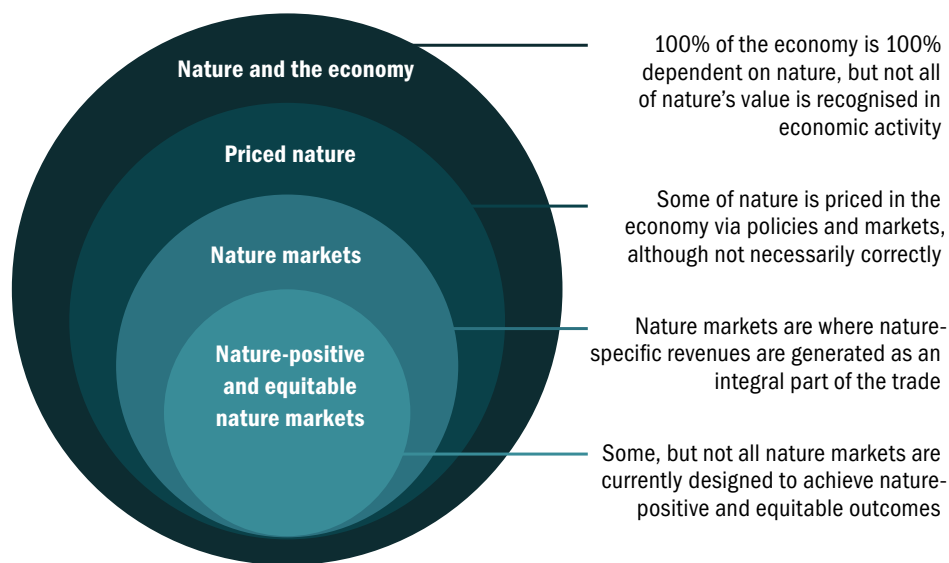 Nature and the economy
100% of the economy is 100%
dependent on nature, but not all
of nature's value is recognised in
economic activity
Priced nature
Some of nature is priced in the
economy via policies and markets,
although not necessarily correctly
Nature markets
Nature markets are where nature-
specific revenues are generated as an
integral part of the trade
Nature-positive
and equitable
nature markets
Some, but not all nature markets are
currently designed to achieve nature-
positive and equitable outcomes